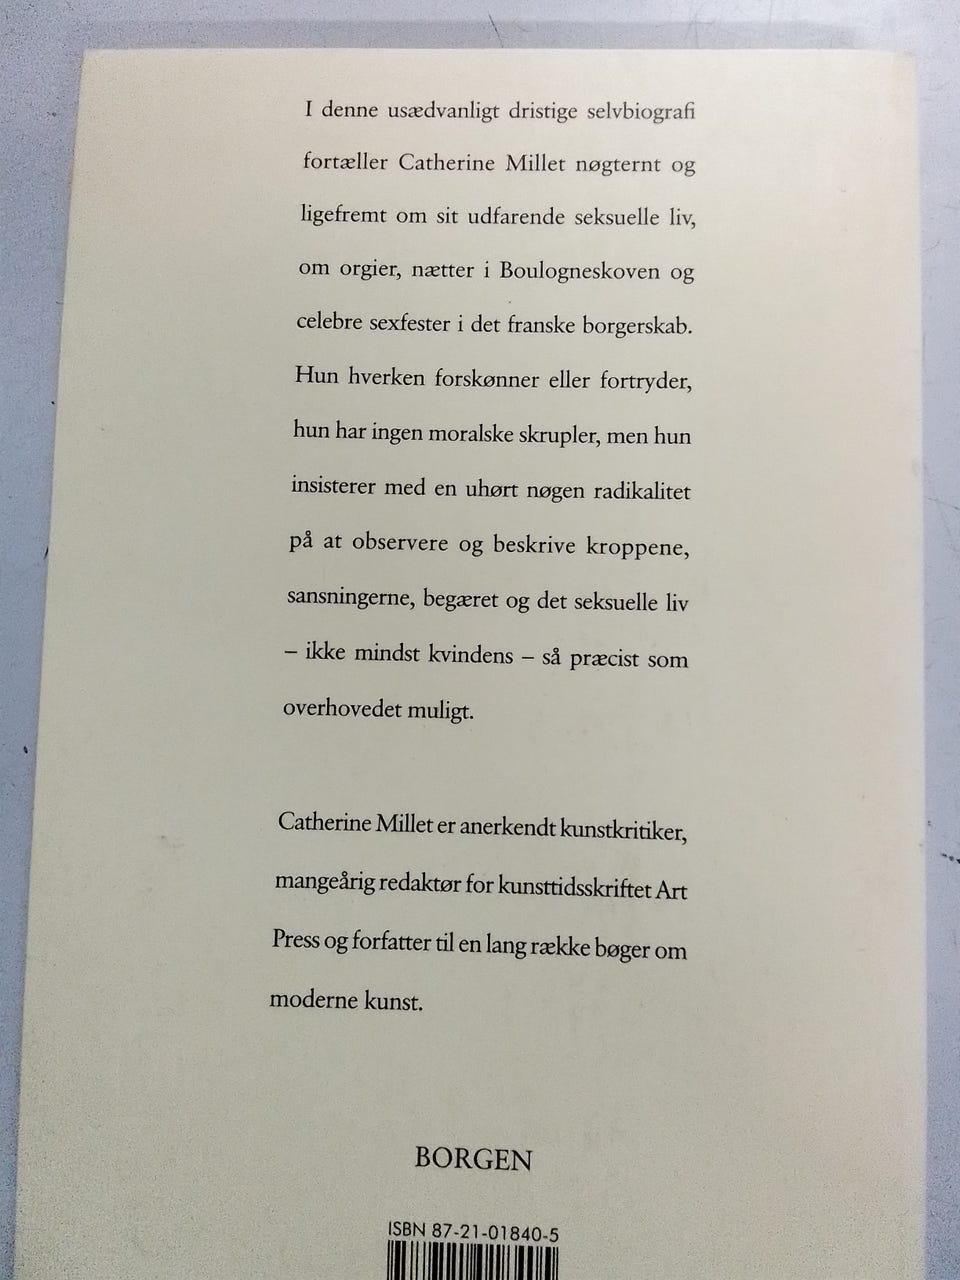 I denne usædvanligt dristige selvbiografi
fortæller Catherine Millet nøgternt og
ligefremt om sit udfarende seksuelle liv,
om orgier, nætter i Boulogneskoven og
celebre sexfester i det franske borgerskab.
Hun hverken forskønner eller fortryder,
hun har ingen moralske skrupler, men hun
insisterer med en uhørt nøgen radikalitet
på at observere og beskrive kroppene,
sansningerne, begæret og det seksuelle liv
– ikke mindst kvindens – så præcist som
overhovedet muligt.
Catherine Millet er anerkendt kunstkritiker,
mangeårig redaktør for kunsttidsskriftet Art
Press og forfatter til en lang række bøger om
moderne kunst.
BORGEN
ISBN 87-21-01840-5